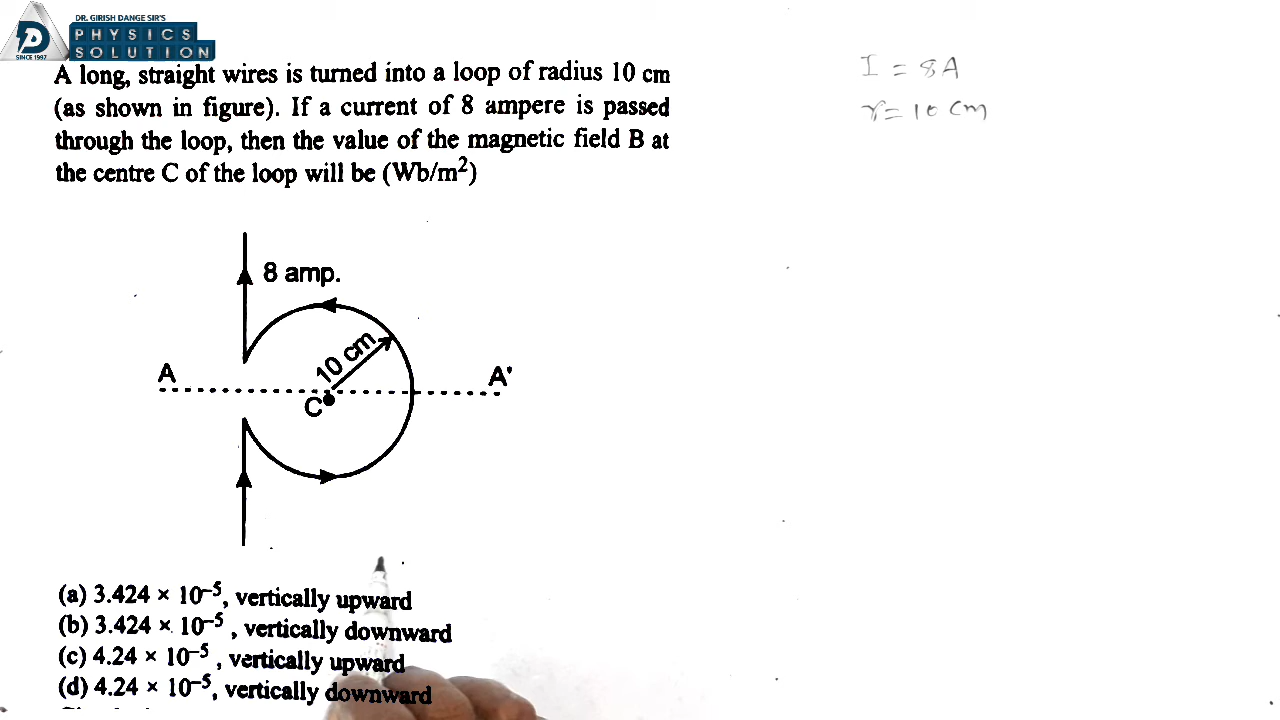 DR. GIRISH DANGE SIR'S
PHYSICS
SOLUTION
SINCE 1997
A long, straight wires is turned into a loop of radius 10 cm
(as shown in figure). If a current of 8 ampere is passed
through the loop, then the value of the magnetic field B at
the centre C of the loop will be (Wb/m²)
I = 8A
r = 10 cm
8 amp.
10 cm
A
A'
C
(a) 3.424 × 10⁻⁵, vertically upward
(b) 3.424 × 10⁻⁵ , vertically downward
(c) 4.24 × 10⁻⁵ , vertically upward
(d) 4.24 × 10⁻⁵, vertically downward